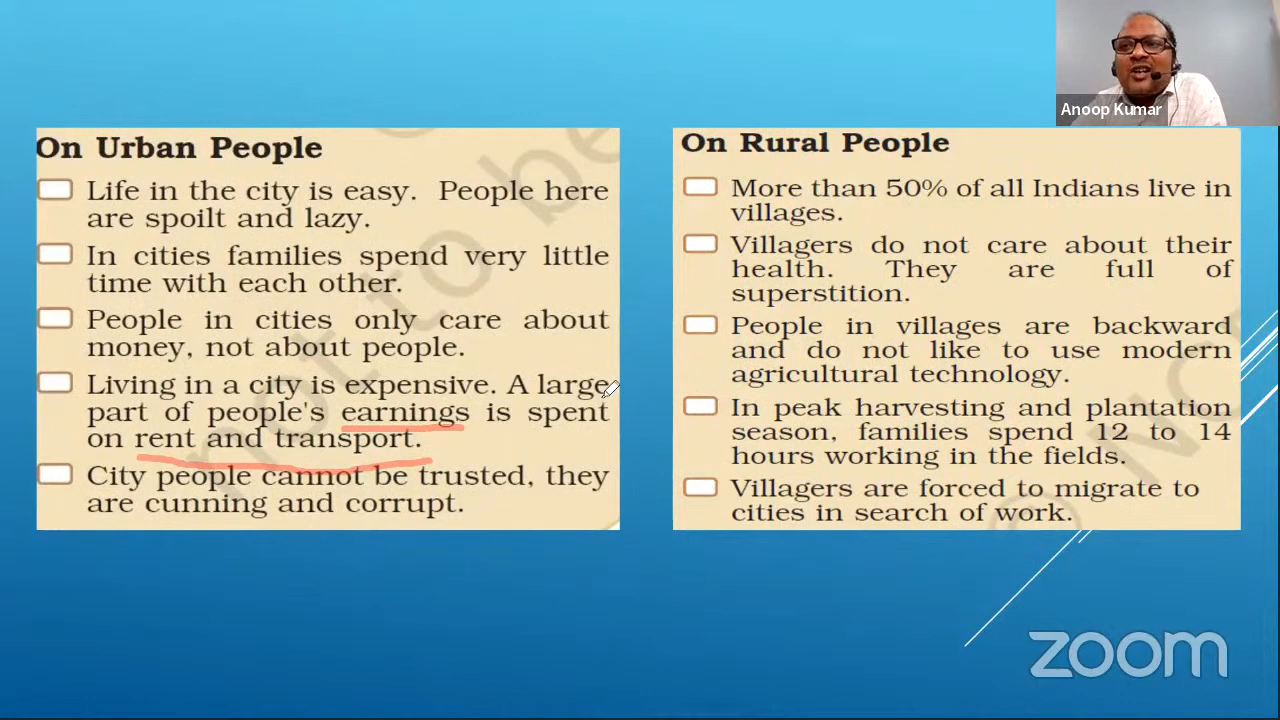 Anoop Kumar
On Urban People
Life in the city is easy. People here
are spoilt and lazy.
In cities families spend very little
time with each other.
People in cities only care about
money, not about people.
Living in a city is expensive. A large
part of people's earnings is spent
on rent and transport.
City people cannot be trusted, they
are cunning and corrupt.
On Rural People
More than 50% of all Indians live in
villages.
Villagers do not care about their
health. They are full of
superstition.
People in villages are backward
and do not like to use modern
agricultural technology.
In peak harvesting and plantation
season, families spend 12 to 14
hours working in the fields.
Villagers are forced to migrate to
cities in search of work.
not to be
© NC
zoom